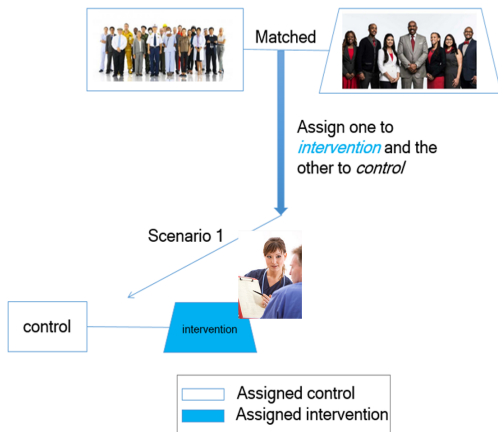 Matched
Assign one to
intervention and the
other to control
Scenario 1
control
intervention
Assigned control
Assigned intervention